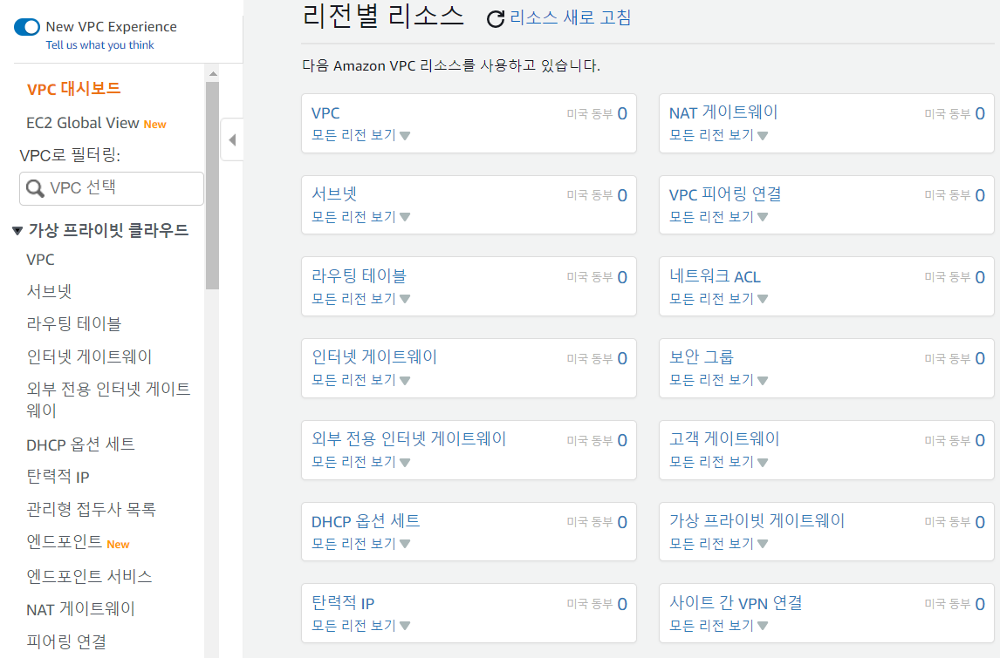 New VPC Experience
Tell us what you think
VPC 대시보드
EC2 Global View New
VPC로 필터링:
VPC 선택
가상 프라이빗 클라우드
VPC
서브넷
라우팅 테이블
인터넷 게이트웨이
외부 전용 인터넷 게이트
웨이
DHCP 옵션 세트
탄력적 IP
관리형 접두사 목록
엔드포인트 New
엔드포인트 서비스
NAT 게이트웨이
피어링 연결
리전별 리소스 리소스 새로 고침
다음 Amazon VPC 리소스를 사용하고 있습니다.
VPC 미국 동부 0
모든 리전 보기
NAT 게이트웨이 미국 동부 0
모든 리전 보기
서브넷 미국 동부 0
모든 리전 보기
VPC 피어링 연결 미국 동부 0
모든 리전 보기
라우팅 테이블 미국 동부 0
모든 리전 보기
네트워크 ACL 미국 동부 0
모든 리전 보기
인터넷 게이트웨이 미국 동부 0
모든 리전 보기
보안 그룹 미국 동부 0
모든 리전 보기
외부 전용 인터넷 게이트웨이 미국 동부 0
모든 리전 보기
고객 게이트웨이 미국 동부 0
모든 리전 보기
DHCP 옵션 세트 미국 동부 0
모든 리전 보기
가상 프라이빗 게이트웨이 미국 동부 0
모든 리전 보기
탄력적 IP 미국 동부 0
모든 리전 보기
사이트 간 VPN 연결 미국 동부 0
모든 리전 보기